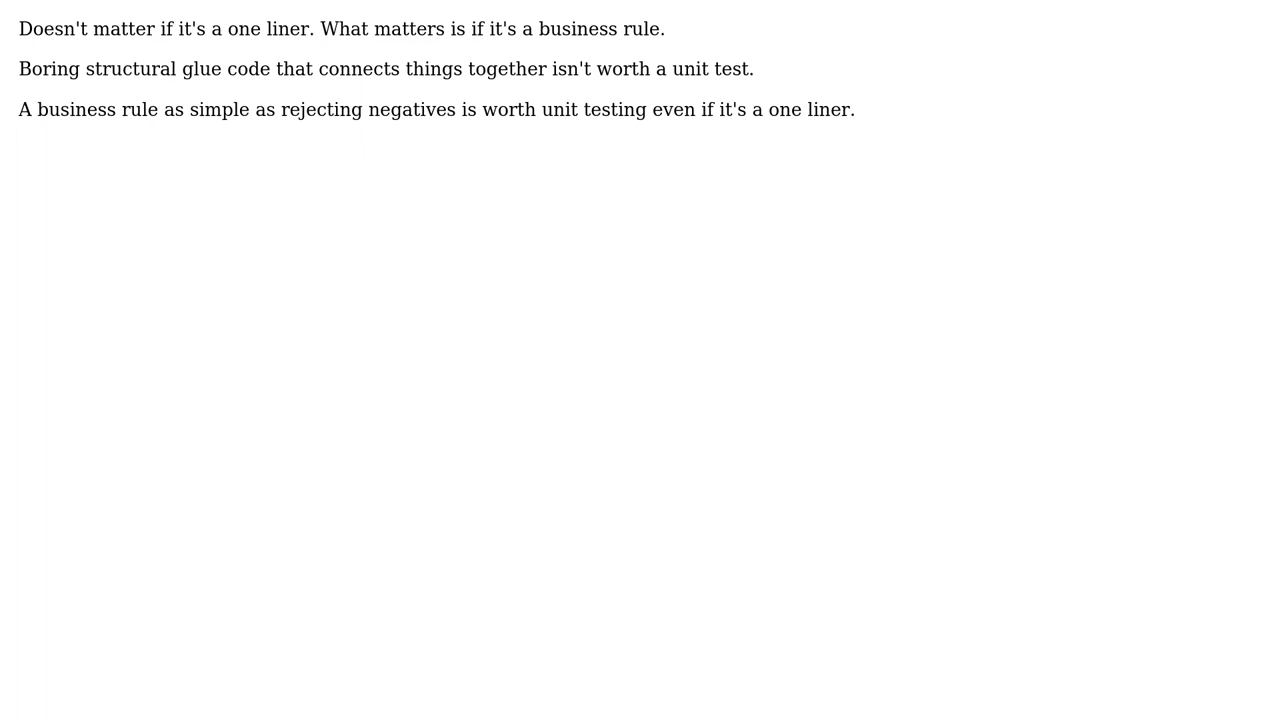 Doesn't matter if it's a one liner. What matters is if it's a business rule.
Boring structural glue code that connects things together isn't worth a unit test.
A business rule as simple as rejecting negatives is worth unit testing even if it's a one liner.